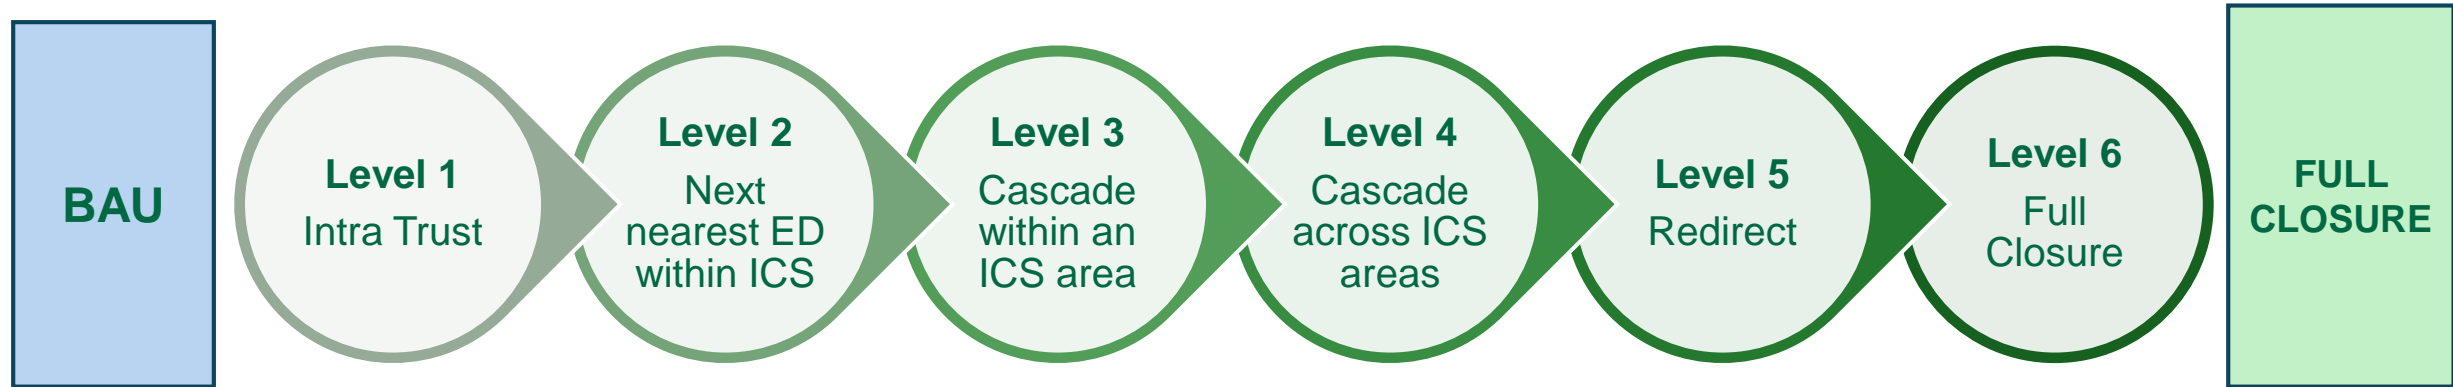 BAU
Level 1
Intra Trust
Level 2
Next
nearest ED
within ICS
Level 3
Cascade
within an
ICS area
Level 4
Cascade
across ICS
areas
Level 5
Redirect
Level 6
Full
Closure
FULL
CLOSURE